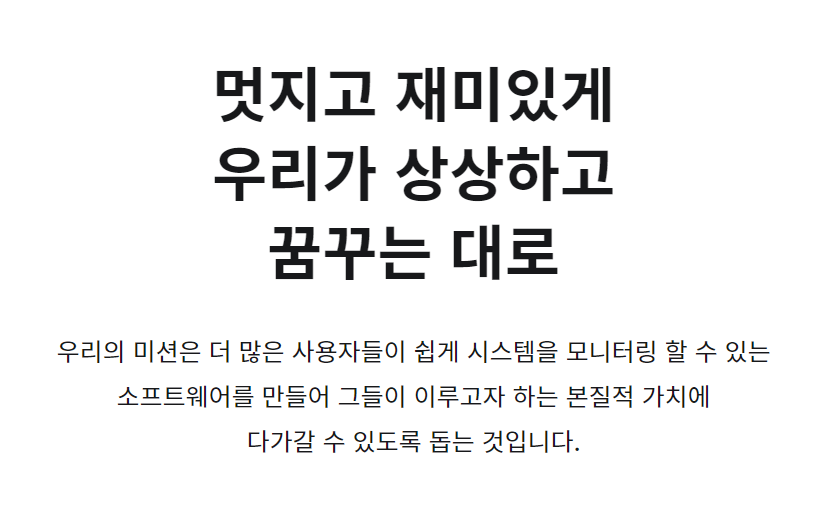 멋지고 재미있게
우리가 상상하고
꿈꾸는 대로
우리의 미션은 더 많은 사용자들이 쉽게 시스템을 모니터링 할 수 있는
소프트웨어를 만들어 그들이 이루고자 하는 본질적 가치에
다가갈 수 있도록 돕는 것입니다.